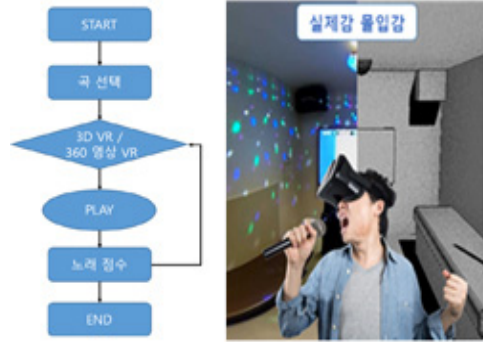 START
곡 선택
3D VR /
360 영상 VR
PLAY
노래 점수
END
실제감 몰입감